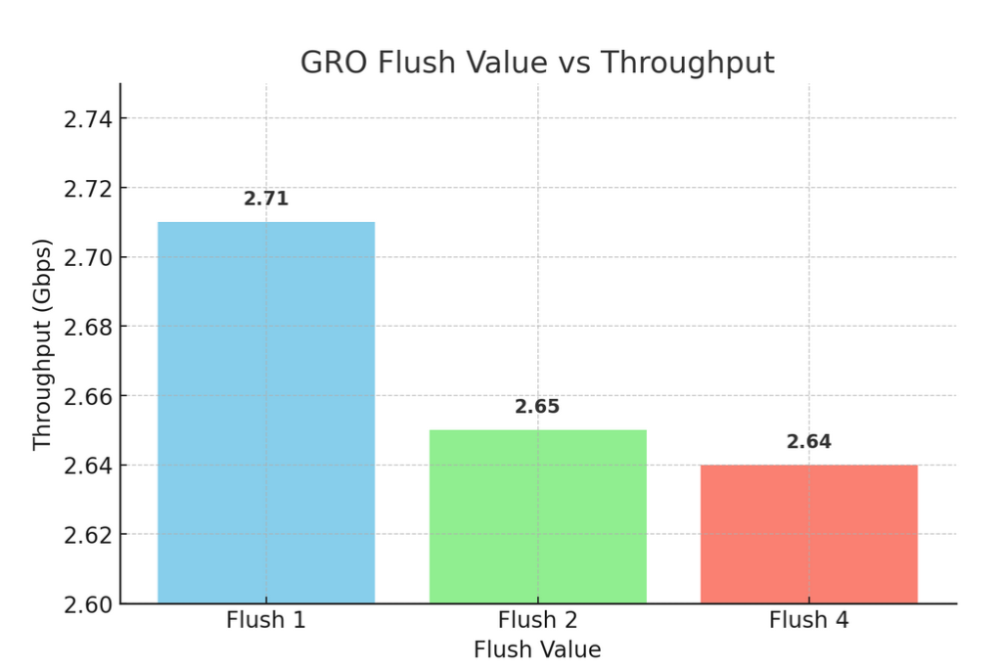 GRO Flush Value vs Throughput
2.74
2.72
2.70
2.68
2.66
2.64
2.62
2.60
Throughput (Gbps)
2.71
2.65
2.64
Flush 1
Flush 2
Flush 4
Flush Value